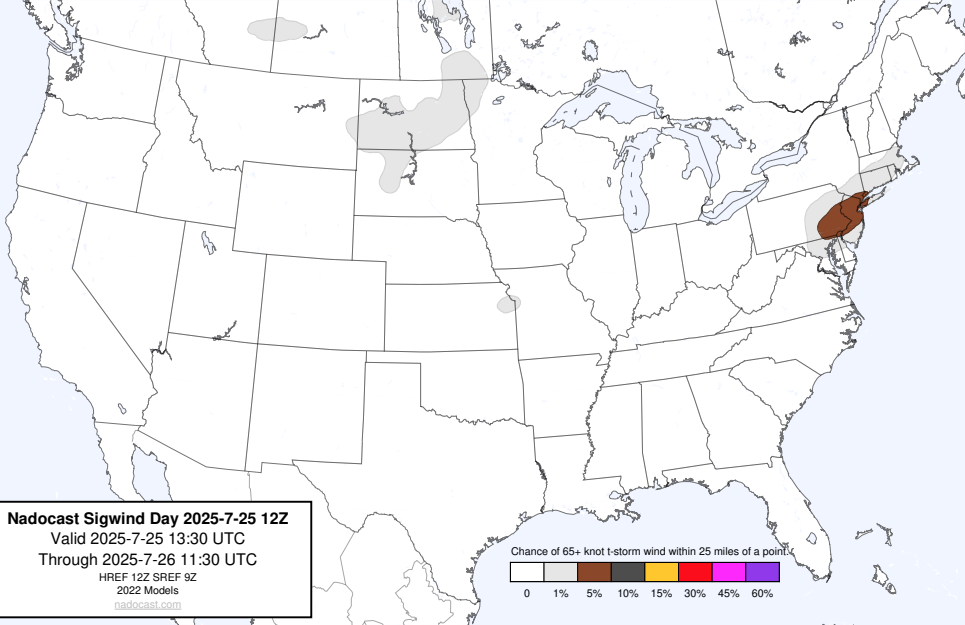 Nadocast Sigwind Day 2025-7-25 12Z
Valid 2025-7-25 13:30 UTC
Through 2025-7-26 11:30 UTC
HREF 12Z SREF 9Z
2022 Models
nadocast.com
Chance of 65+ knot t-storm wind within 25 miles of a point.
0 1% 5% 10% 15% 30% 45% 60%